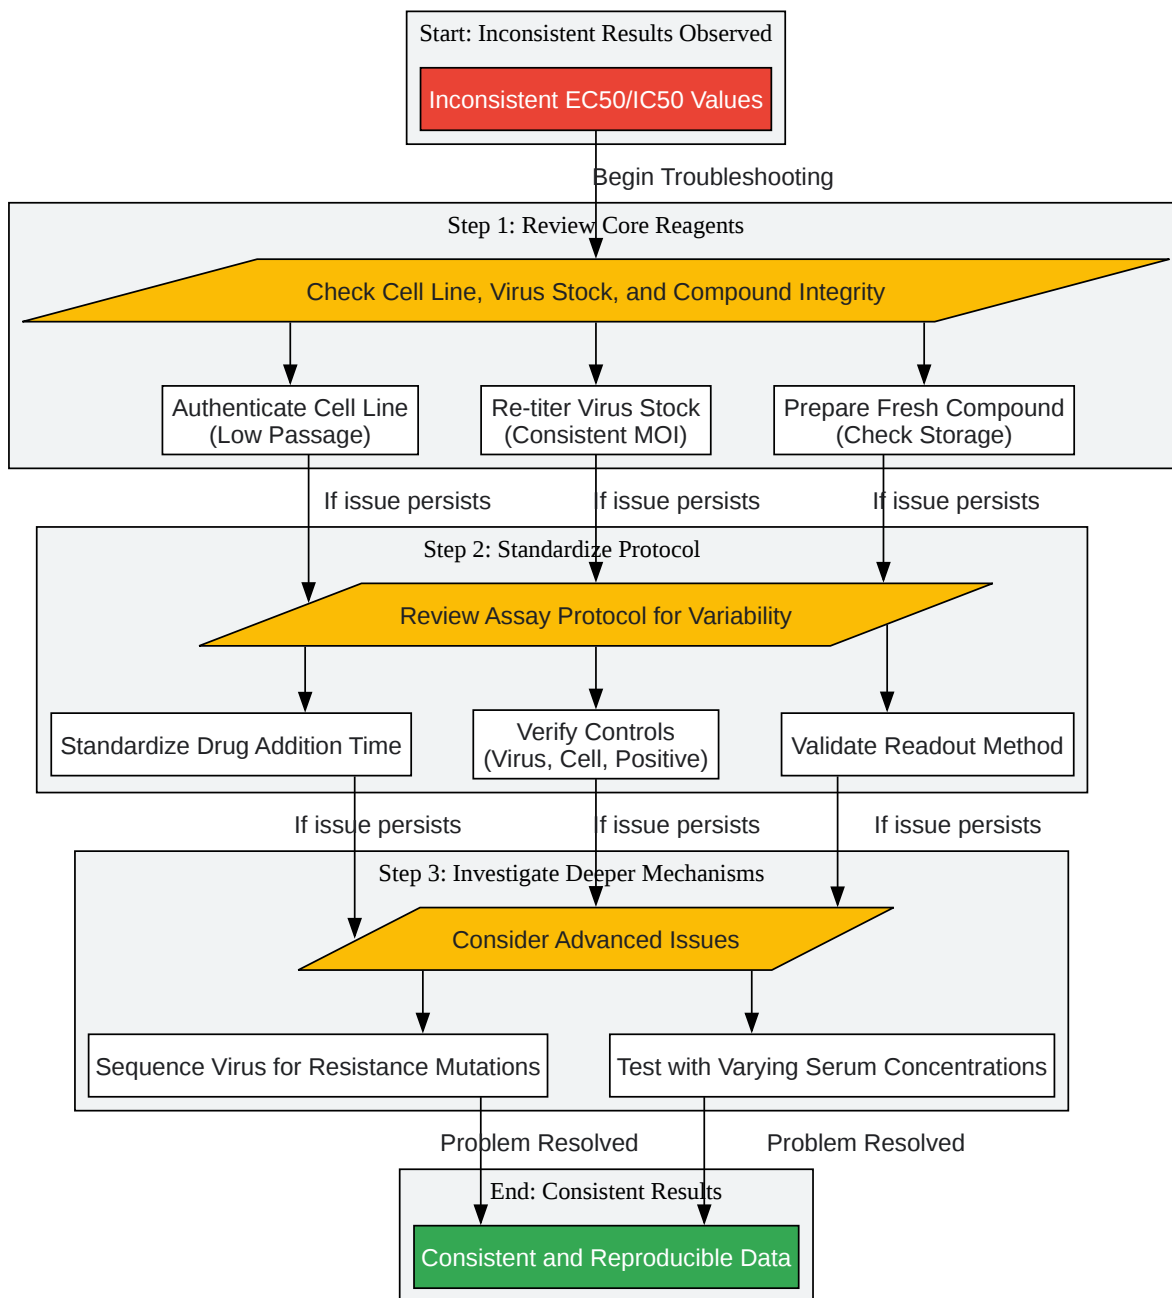 Start: Inconsistent Results Observed
Inconsistent EC50/IC50 Values
Begin Troubleshooting
Step 1: Review Core Reagents
Check Cell Line, Virus Stock, and Compound Integrity
Authenticate Cell Line
(Low Passage)
Re-titer Virus Stock
(Consistent MOI)
Prepare Fresh Compound
(Check Storage)
If issue persists
If issue persists
If issue persists
Step 2: Standardize Protocol
Review Assay Protocol for Variability
Standardize Drug Addition Time
Verify Controls
(Virus, Cell, Positive)
Validate Readout Method
If issue persists
If issue persists
If issue persists
Step 3: Investigate Deeper Mechanisms
Consider Advanced Issues
Sequence Virus for Resistance Mutations
Test with Varying Serum Concentrations
Problem Resolved
Problem Resolved
End: Consistent Results
Consistent and Reproducible Data